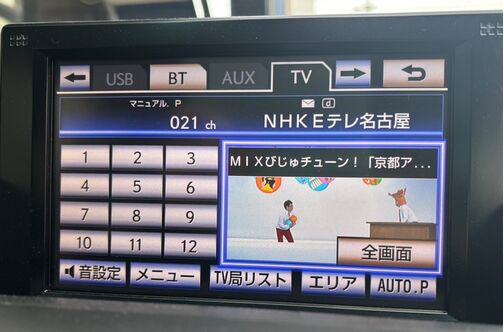 USB BT AUX TV
マニュアル. P d
021 ch NHKEテレ名古屋
1 2 3
MIXびじゅチューン!「京都ア...
4 5 6
7 8 9
10 11 12
全画面
音設定 メニュー TV局リスト エリア AUTO.P